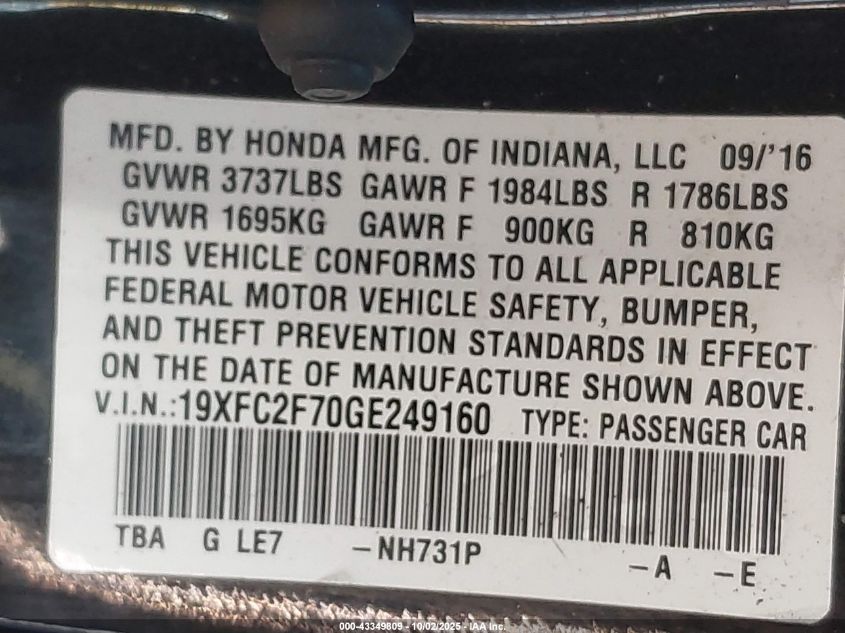 MFD. BY HONDA MFG. OF INDIANA, LLC 09/'16
GVWR 3737LBS GAWR F 1984LBS R 1786LBS
GVWR 1695KG GAWR F 900KG R 810KG
THIS VEHICLE CONFORMS TO ALL APPLICABLE
FEDERAL MOTOR VEHICLE SAFETY, BUMPER,
AND THEFT PREVENTION STANDARDS IN EFFECT
ON THE DATE OF MANUFACTURE SHOWN ABOVE.
V.I.N.:19XFC2F70GE249160 TYPE: PASSENGER CAR
TBA G LE7 -NH731P -A -E
000-43349809 - 10/02/2025 - IAA Inc.